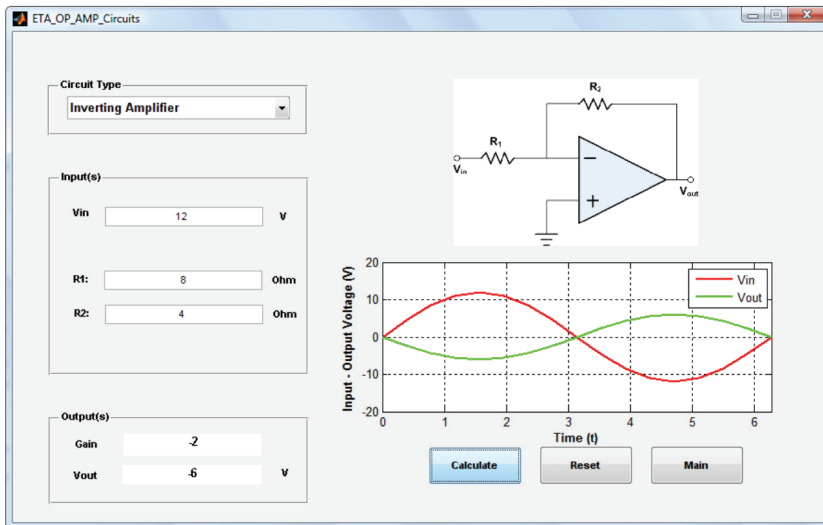 ETA_OP_AMP_Circuits
Circuit Type
Inverting Amplifier
Input(s)
Vin 12 V
R1: 8 Ohm
R2: 4 Ohm
Output(s)
Gain -2
Vout -6 V
R₂
R₁
Vin
Vout
− +
Input - Output Voltage (V)
20
10
0
-10
-20
0 1 2 3 4 5 6
Time (t)
Vin
Vout
Calculate Reset Main